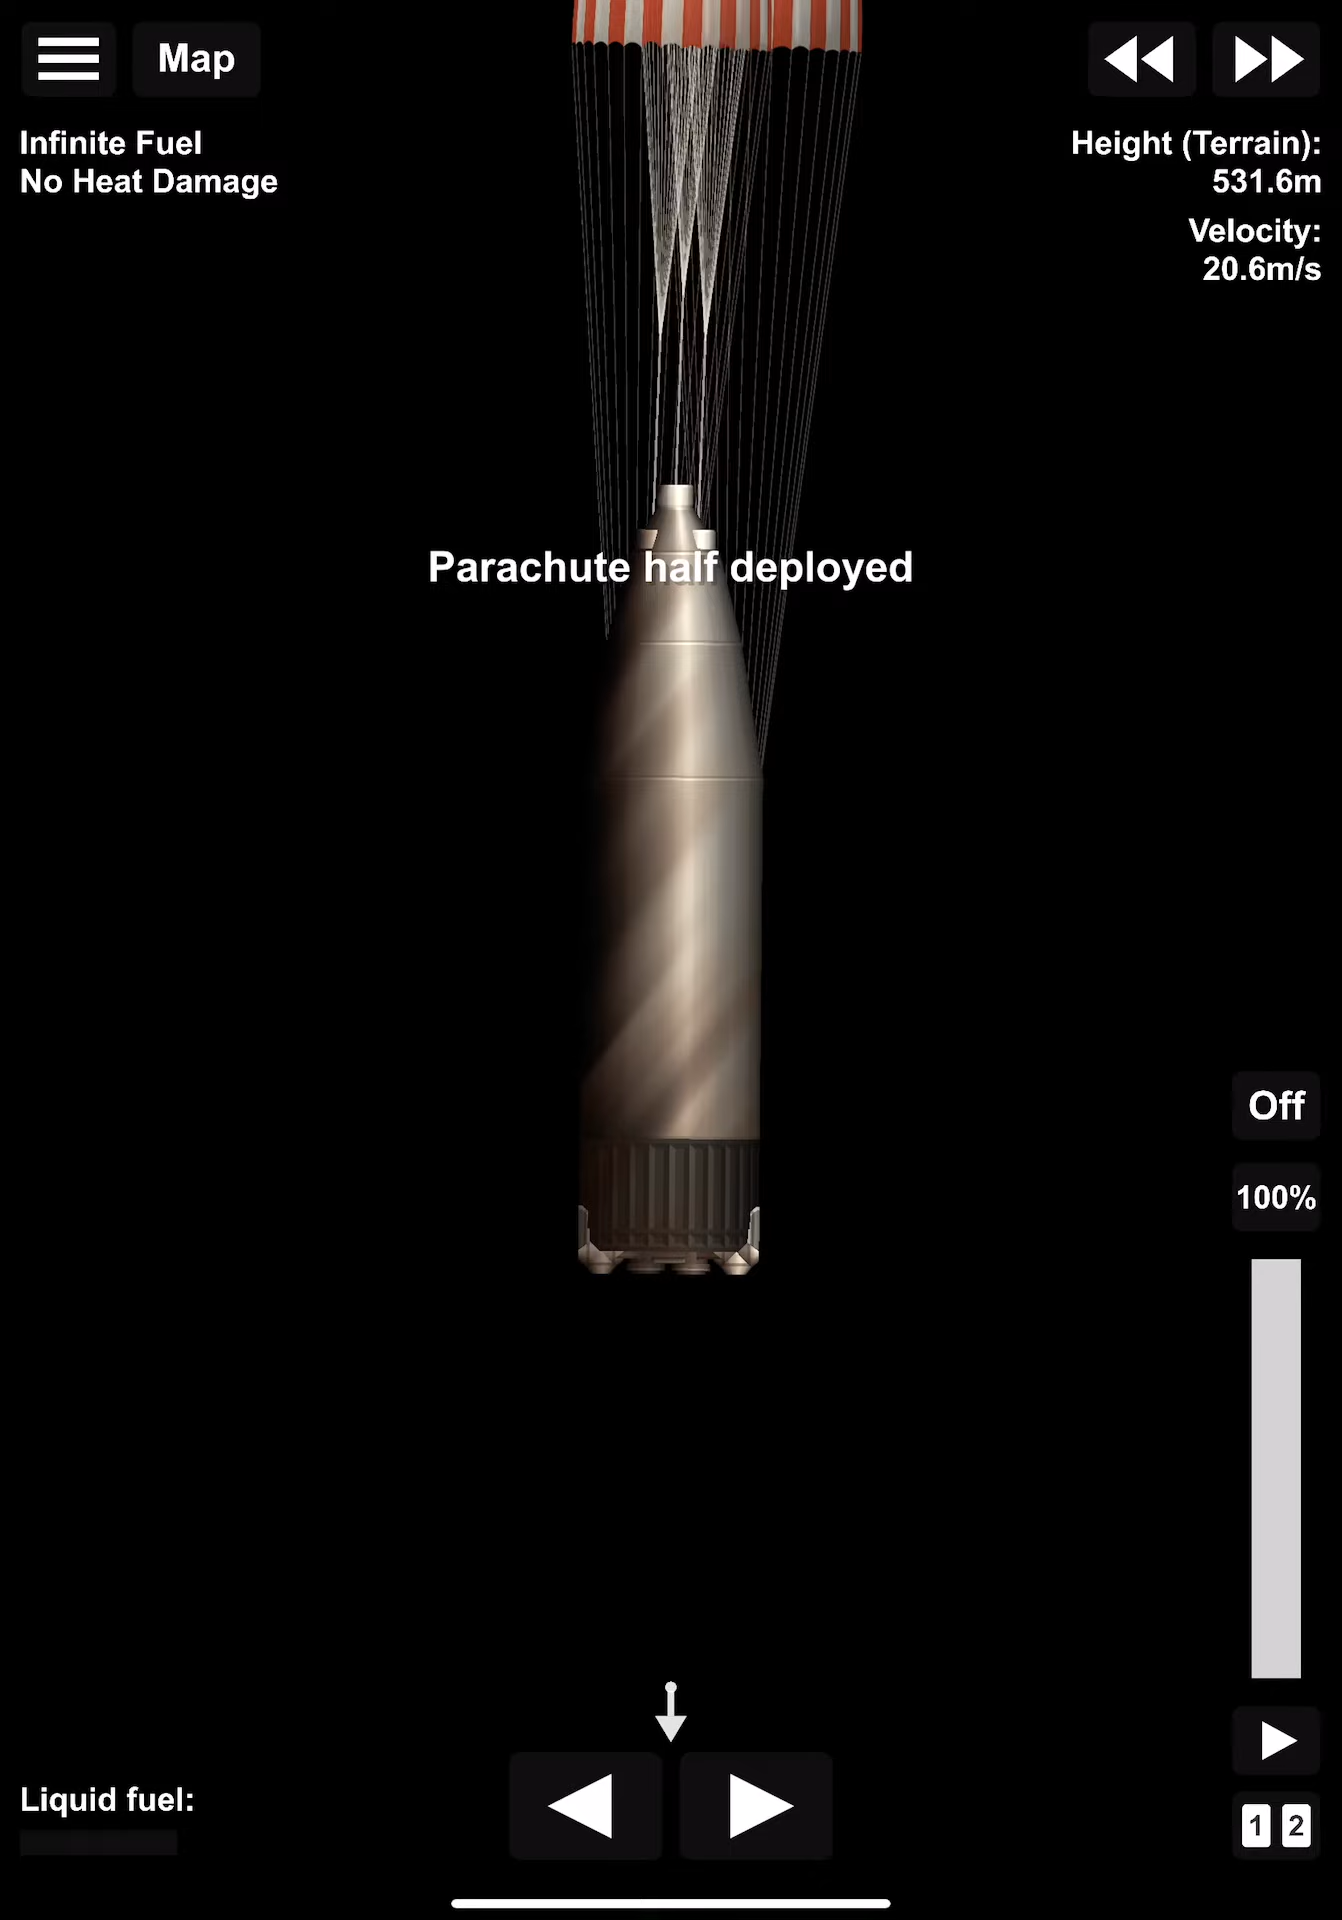 Map
Infinite Fuel
No Heat Damage
Height (Terrain):
531.6m
Velocity:
20.6m/s
Parachute half deployed
Off
100%
Liquid fuel:
1 2